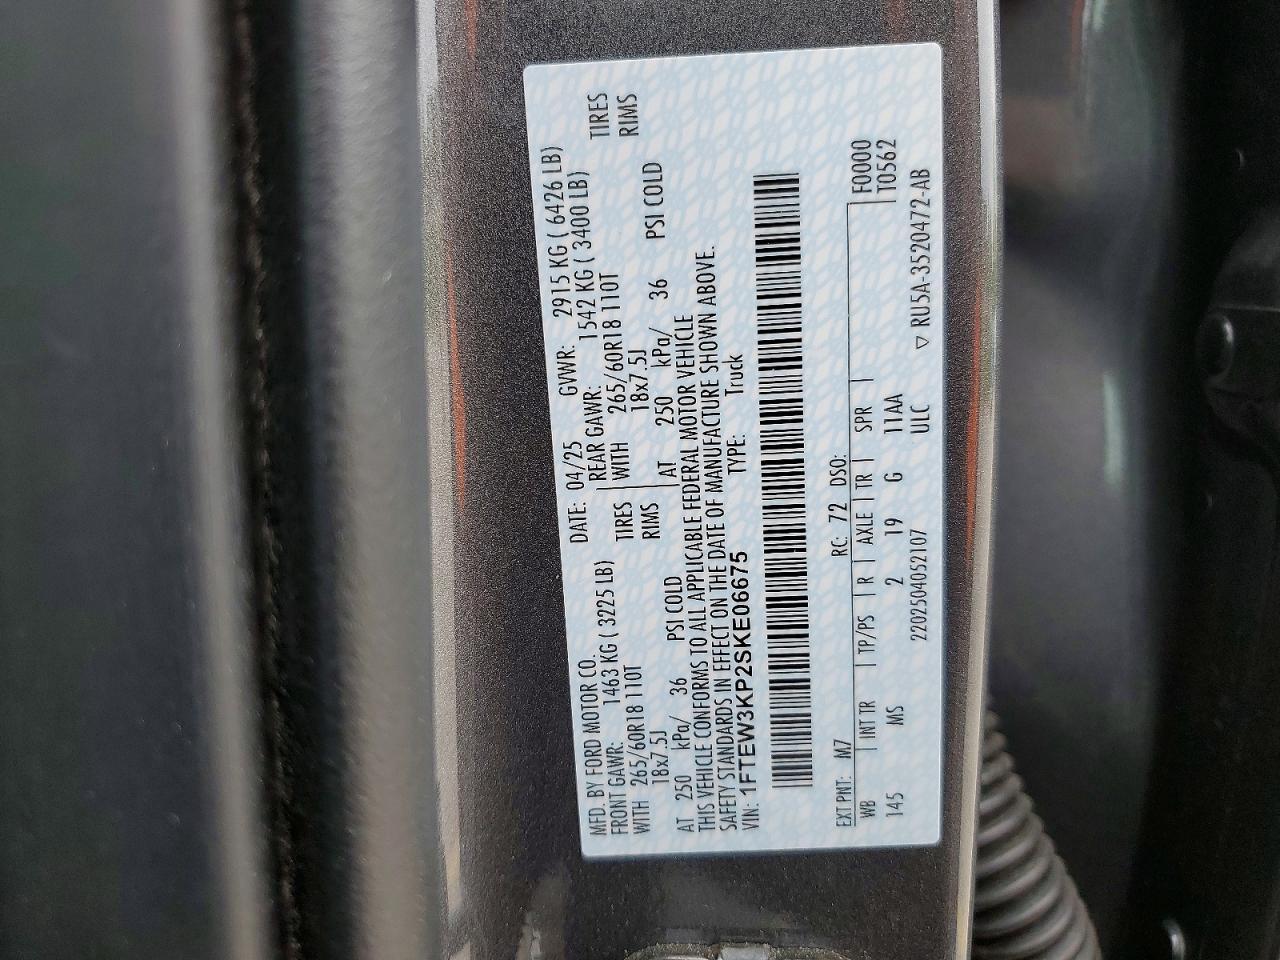 MFD. BY FORD MOTOR CO.
DATE: 04/25 GVWR: 2915 KG ( 6426 LB)
FRONT GAWR: 1463 KG ( 3225 LB) REAR GAWR: 1542 KG ( 3400 LB)
WITH 265/60R18 110T TIRES WITH 265/60R18 110T TIRES
18x7.5J RIMS 18x7.5J RIMS
AT 250 kPa/ 36 PSI COLD AT 250 kPa/ 36 PSI COLD
THIS VEHICLE CONFORMS TO ALL APPLICABLE FEDERAL MOTOR VEHICLE
SAFETY STANDARDS IN EFFECT ON THE DATE OF MANUFACTURE SHOWN ABOVE.
VIN: 1FTEW3KP2SKE06675 TYPE: Truck
EXT PNT: M7 RC: 72 DSO: F0000
WB INT TR TP/PS R AXLE TR SPR T0562
145 MS 2 19 G 11AA
2202504052107 ULC ▽ RU5A-3520472-AB